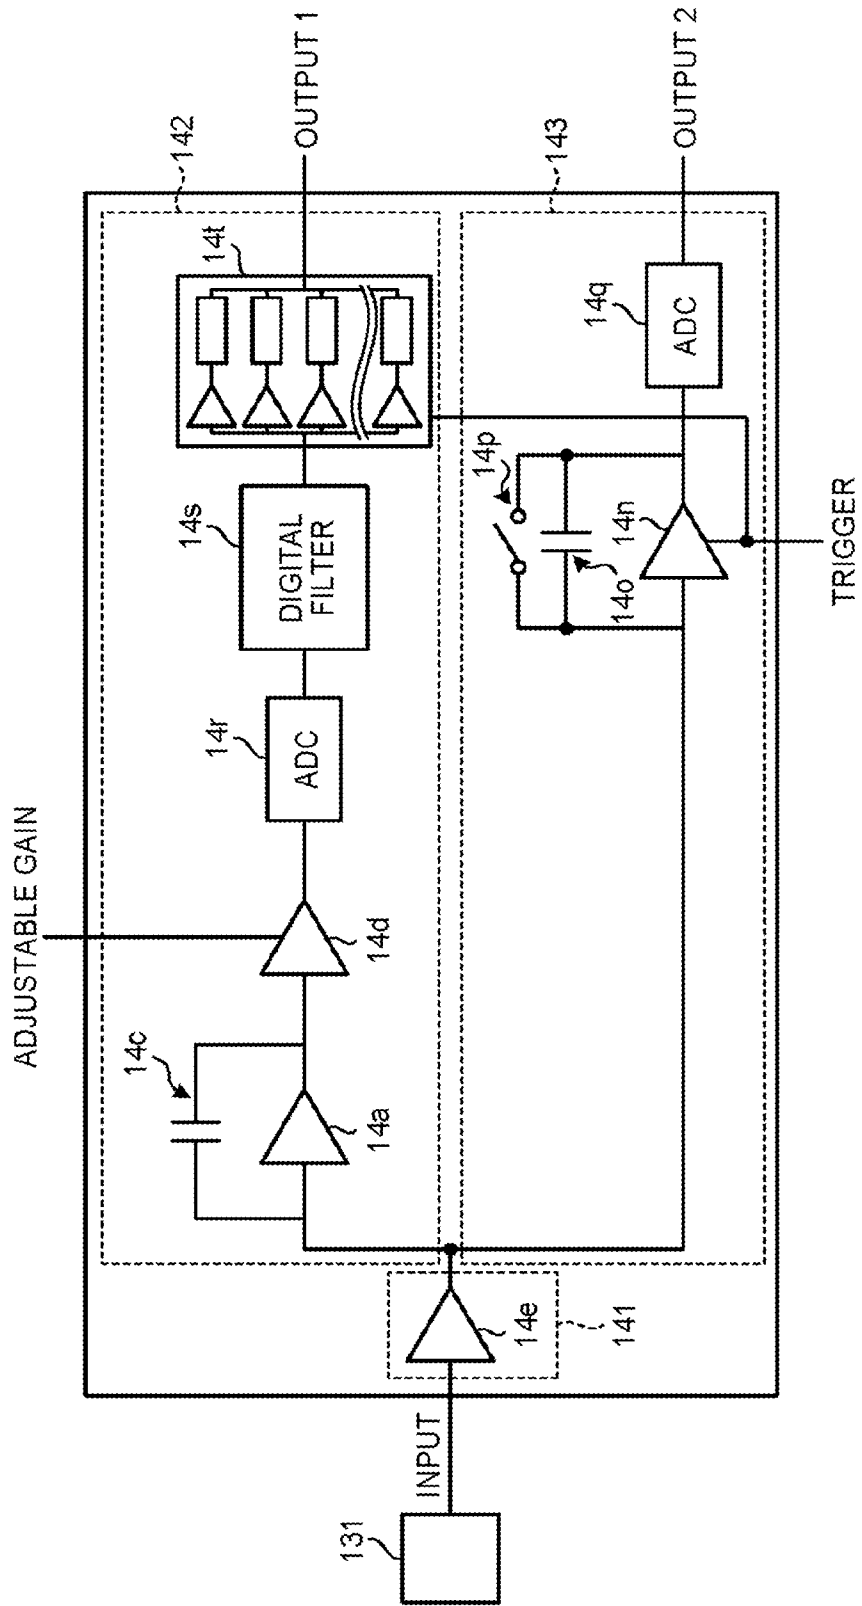 131
INPUT
14e
141
ADJUSTABLE GAIN
14c
14a
14d
14r
ADC
14s
DIGITAL
FILTER
14t
142
OUTPUT 1
14p
14o
14n
TRIGGER
14q
ADC
143
OUTPUT 2